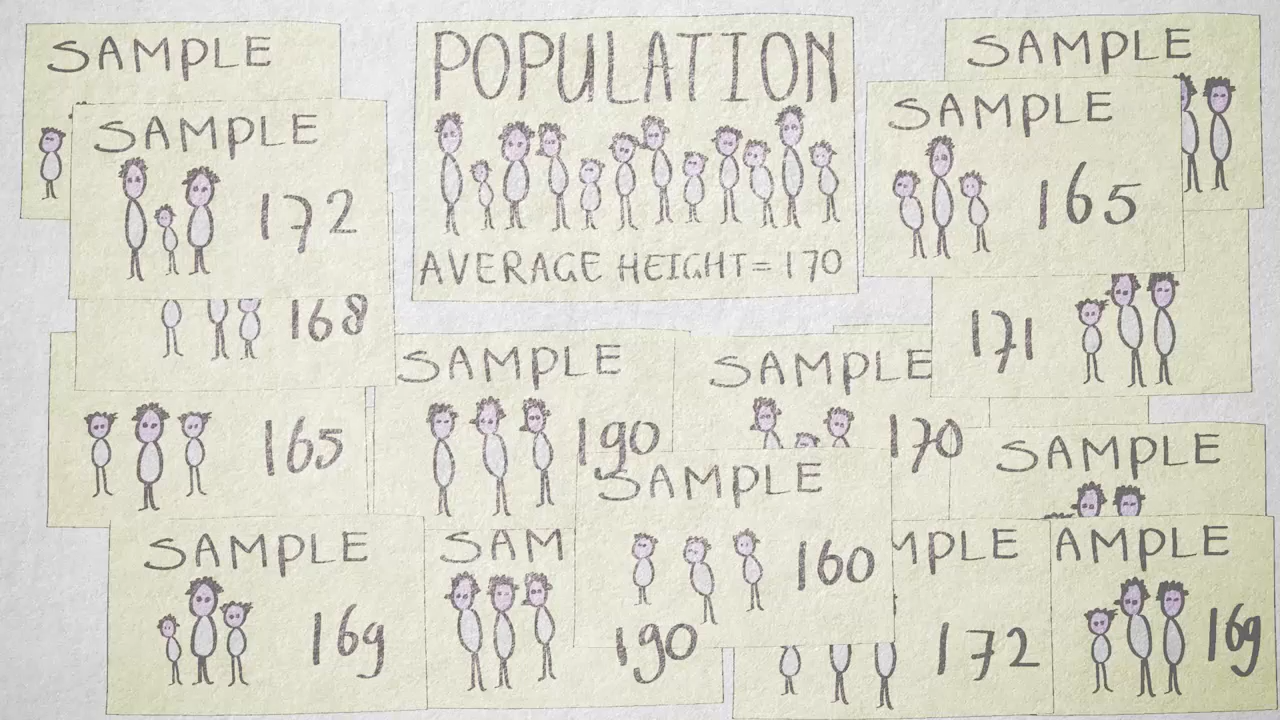 SAMPLE
SAMPLE
172
168
165
SAMPLE
169
POPULATION
AVERAGE HEIGHT = 170
SAMPLE
190
SAM
190
SAMPLE
160
SAMPLE
170
MPLE
172
SAMPLE
SAMPLE
165
171
SAMPLE
AMPLE
169